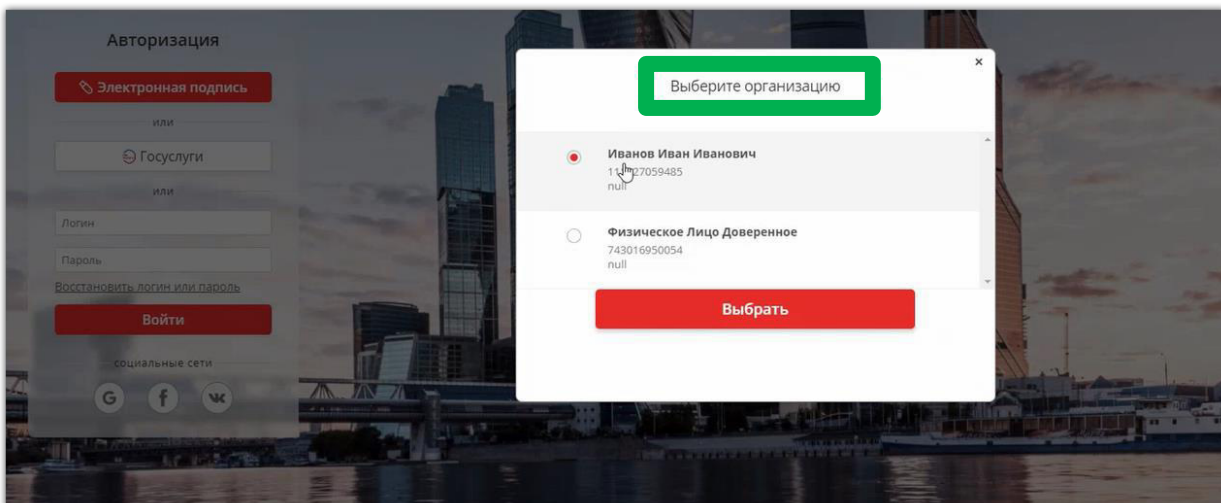 Авторизация
Электронная подпись
или
Госуслуги
или
Логин
Пароль
Восстановить логин или пароль
Войти
социальные сети
G f
Выберите организацию
×
Иванов Иван Иванович
null
Физическое Лицо Доверенное
743016950054
null
Выбрать